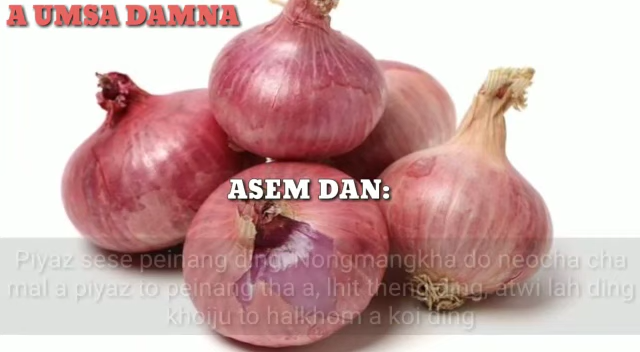 A UMSA DAMNA
ASEM DAN:
Piyaz sese peinang ding, Nongmangkha do neocha cha
mal a piyaz to peinang tha a, lhit theng ding, atwi lah ding
khoiju to halkhom a koi ding